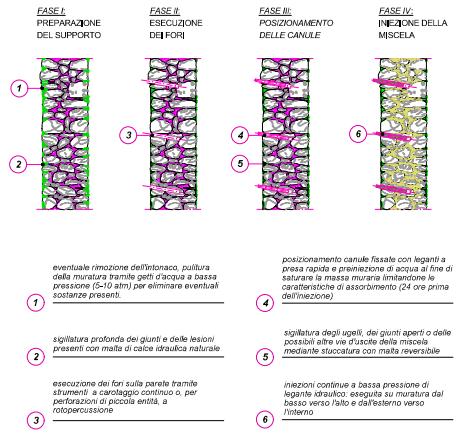 FASE I:
PREPARAZIONE
DEL SUPPORTO
FASE II:
ESECUZIONE
DEI FORI
FASE III:
POSIZIONAMENTO
DELLE CANULE
FASE IV:
INIEZIONE DELLA
MISCELA
1
2
3
4
5
6
eventuale rimozione dell'intonaco, pulitura
della muratura tramite getti d'acqua a bassa
pressione (5-10 atm) per eliminare eventuali
sostanze presenti.
1
sigillatura profonda dei giunti e delle lesioni
presenti con malta di calce idraulica naturale
2
esecuzione dei fori sulla parete tramite
strumenti a carotaggio continuo o, per
perforazioni di piccola entità, a
rotopercussione
3
posizionamento canule fissate con leganti a
presa rapida e preiniezione di acqua al fine di
saturare la massa muraria limitandone le
caratteristiche di assorbimento (24 ore prima
dell'iniezione)
4
sigillatura degli ugelli, dei giunti aperti o delle
possibili altre vie d'uscite della miscela
mediante stuccatura con malta reversibile
5
iniezioni continue a bassa pressione di
legante idraulico: eseguita su muratura dal
basso verso l'alto e dall'esterno verso
l'interno
6